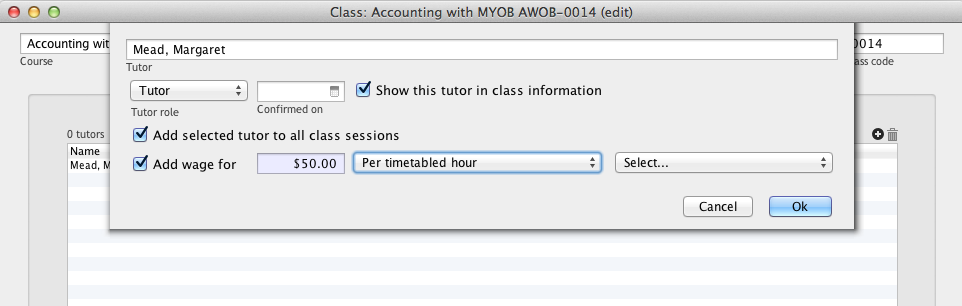 Class: Accounting with MYOB AWOB-0014 (edit)
Accounting wit
0014
Course
ass code
Mead, Margaret
Tutor
Tutor
Show this tutor in class information
Tutor role
Confirmed on
Add selected tutor to all class sessions
0 tutors
Name
Add wage for $50.00 Per timetabled hour Select...
Mead, M
Cancel Ok